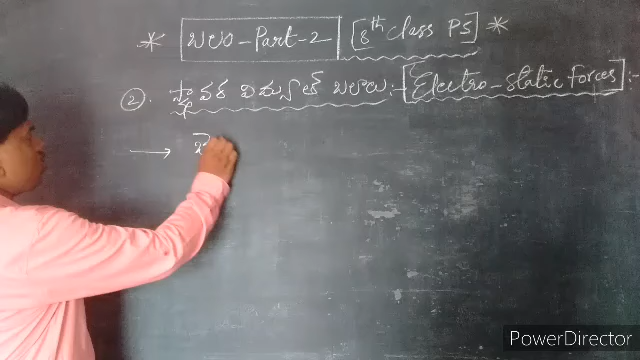 * బలం - Part - 2 [8th class PS] *
2. స్థావర విద్యుత్ బలాలు :- [Electro - Static forces] :-
→
PowerDirector